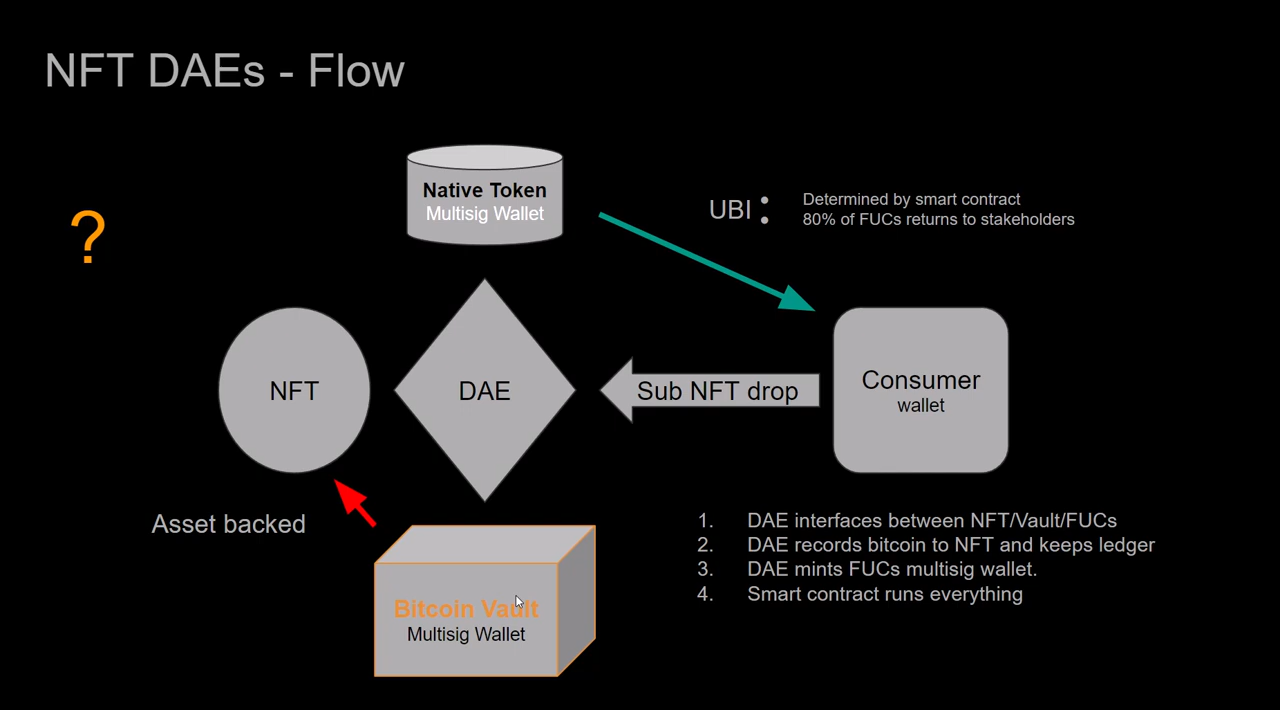 NFT DAEs - Flow
Native Token
Multisig Wallet
UBI
Determined by smart contract
80% of FUCs returns to stakeholders
?
NFT
DAE
Sub NFT drop
Consumer
wallet
Asset backed
Bitcoin Vault
Multisig Wallet
1. DAE interfaces between NFT/Vault/FUCs
2. DAE records bitcoin to NFT and keeps ledger
3. DAE mints FUCs multisig wallet.
4. Smart contract runs everything